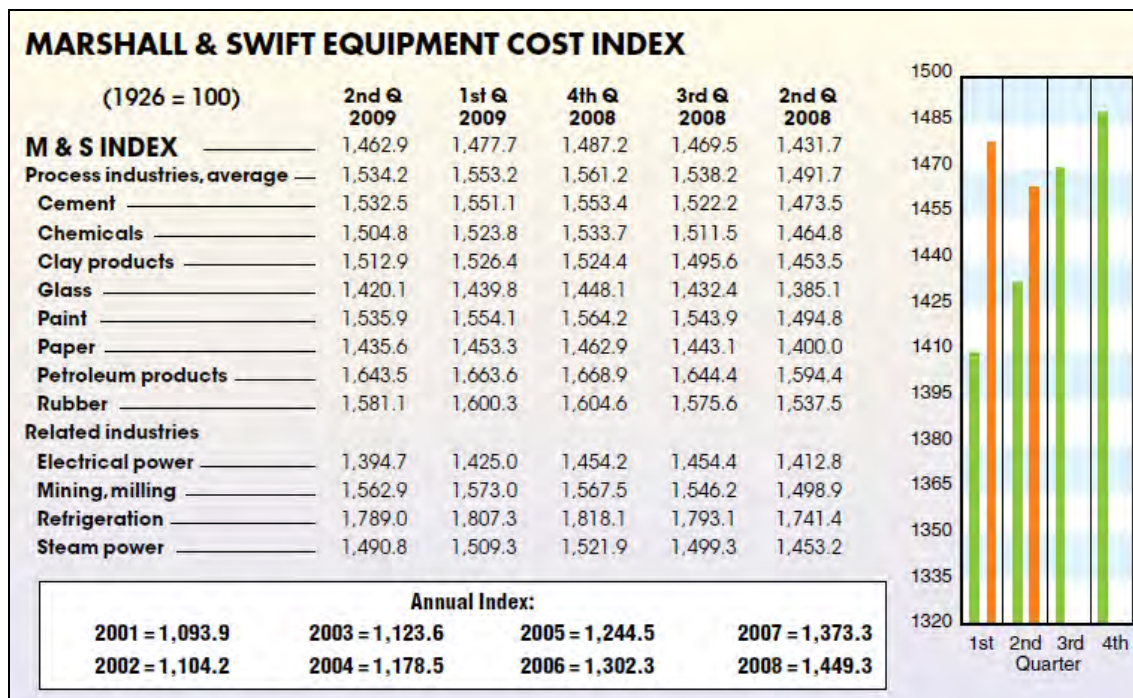 MARSHALL & SWIFT EQUIPMENT COST INDEX
(1926 = 100) 2nd Q 1st Q 4th Q 3rd Q 2nd Q
2009 2009 2008 2008 2008
M & S INDEX 1,462.9 1,477.7 1,487.2 1,469.5 1,431.7
Process industries, average 1,534.2 1,553.2 1,561.2 1,538.2 1,491.7
Cement 1,532.5 1,551.1 1,553.4 1,522.2 1,473.5
Chemicals 1,504.8 1,523.8 1,533.7 1,511.5 1,464.8
Clay products 1,512.9 1,526.4 1,524.4 1,495.6 1,453.5
Glass 1,420.1 1,439.8 1,448.1 1,432.4 1,385.1
Paint 1,535.9 1,554.1 1,564.2 1,543.9 1,494.8
Paper 1,435.6 1,453.3 1,462.9 1,443.1 1,400.0
Petroleum products 1,643.5 1,663.6 1,668.9 1,644.4 1,594.4
Rubber 1,581.1 1,600.3 1,604.6 1,575.6 1,537.5
Related industries
Electrical power 1,394.7 1,425.0 1,454.2 1,454.4 1,412.8
Mining, milling 1,562.9 1,573.0 1,567.5 1,546.2 1,498.9
Refrigeration 1,789.0 1,807.3 1,818.1 1,793.1 1,741.4
Steam power 1,490.8 1,509.3 1,521.9 1,499.3 1,453.2
Annual Index:
2001 = 1,093.9 2003 = 1,123.6 2005 = 1,244.5 2007 = 1,373.3
2002 = 1,104.2 2004 = 1,178.5 2006 = 1,302.3 2008 = 1,449.3
1500
1485
1470
1455
1440
1425
1410
1395
1380
1365
1350
1335
1320
1st 2nd 3rd 4th
Quarter